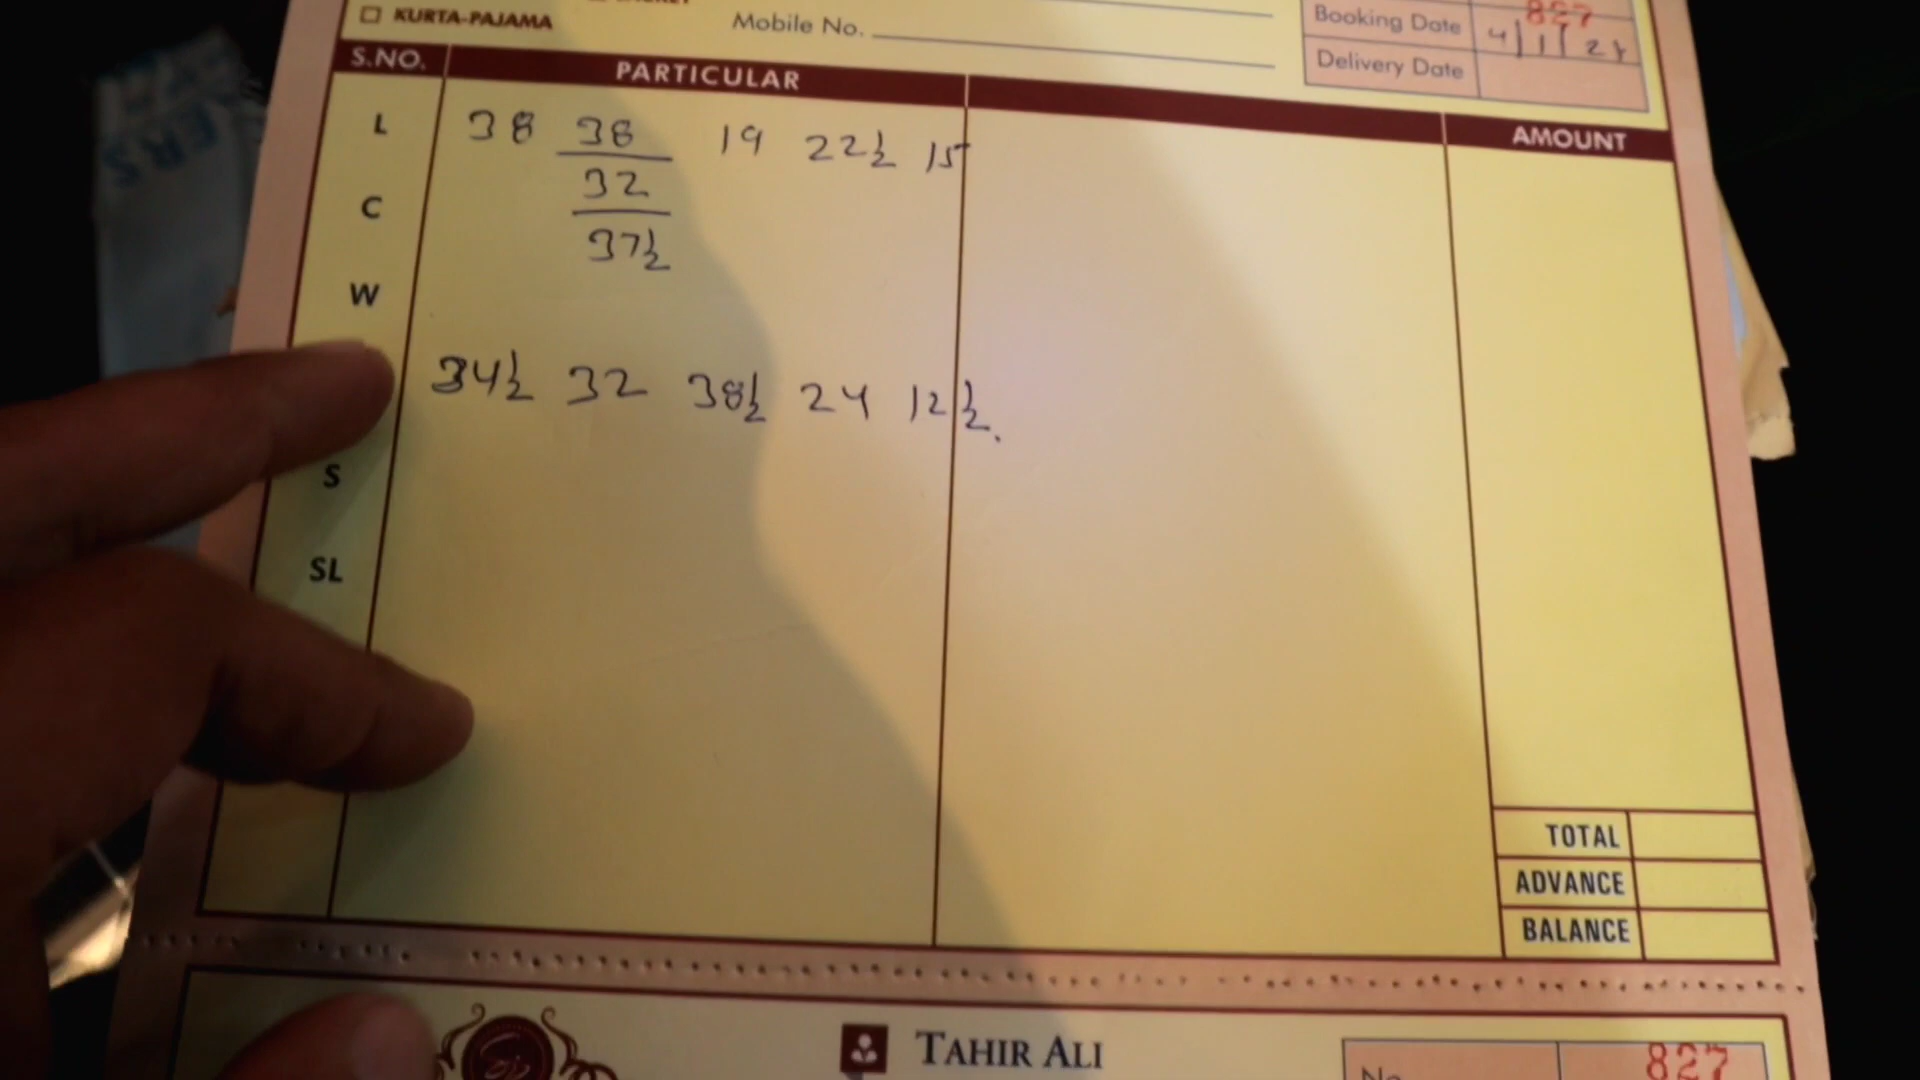 827
☐ KURTA-PAJAMA Mobile No. Booking Date 4/1/24
Delivery Date
S.NO. PARTICULAR AMOUNT
L 38 38 19 22½ 15
32
C
37½
W
34½ 32 38½ 24 12½.
S
SL
TOTAL
ADVANCE
BALANCE
TAHIR ALI
No. 827